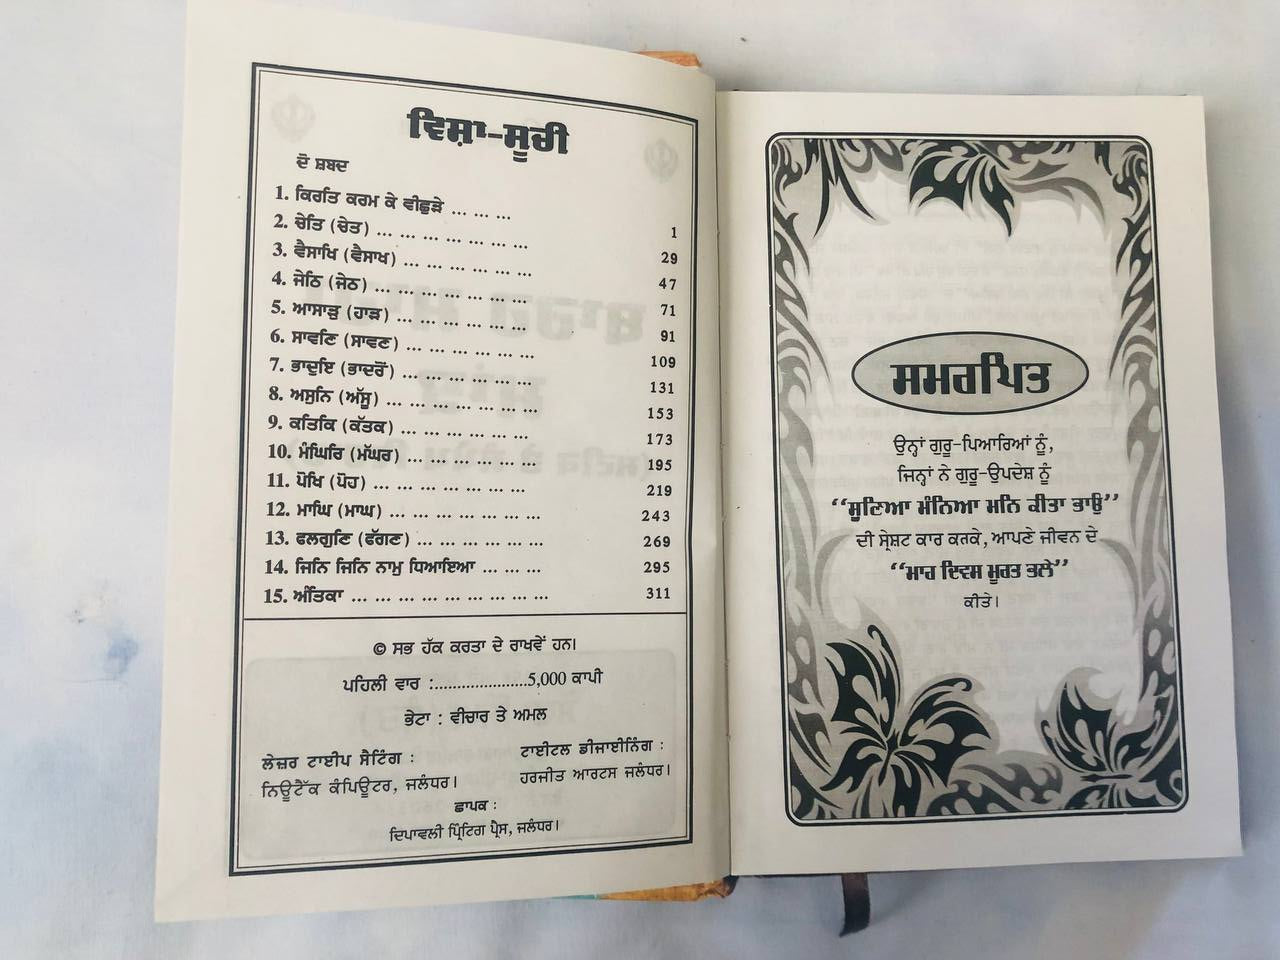 ਵਿਸ਼ਾ-ਸੂਚੀ
ਦੋ ਸ਼ਬਦ
1. ਕਿਰਤਿ ਕਰਮ ਕੇ ਵੀਛੁੜੇ ... ... ... 1
2. ਚੇਤਿ (ਚੇਤ) ... ... ... ... ... ... ... 29
3. ਵੈਸਾਖਿ (ਵੈਸਾਖ) ... ... ... ... ... ... 47
4. ਜੇਠਿ (ਜੇਠ) ... ... ... ... ... ... ... 71
5. ਆਸਾੜੁ (ਹਾੜ) ... ... ... ... ... ... 91
6. ਸਾਵਣਿ (ਸਾਵਣ) ... ... ... ... ... ... 109
7. ਭਾਦੁਇ (ਭਾਦਰੋਂ) ... ... ... ... ... ... 131
8. ਅਸੁਨਿ (ਅੱਸੂ) ... ... ... ... ... ... ... 153
9. ਕਤਿਕਿ (ਕੱਤਕ) ... ... ... ... ... ... 173
10. ਮੰਘਿਰਿ (ਮੱਘਰ) ... ... ... ... ... ... 195
11. ਪੋਖਿ (ਪੋਹ) ... ... ... ... ... ... ... 219
12. ਮਾਘਿ (ਮਾਘ) ... ... ... ... ... ... ... 243
13. ਫਲਗੁਣਿ (ਫੱਗਣ) ... ... ... ... ... ... 269
14. ਜਿਨਿ ਜਿਨਿ ਨਾਮੁ ਧਿਆਇਆ ... ... ... 295
15. ਅੰਤਿਕਾ ... ... ... ... ... ... ... ... ... 311
© ਸਭ ਹੱਕ ਕਰਤਾ ਦੇ ਰਾਖਵੇਂ ਹਨ।
ਪਹਿਲੀ ਵਾਰ :.....................5,000 ਕਾਪੀ
ਭੇਟਾ : ਵੀਚਾਰ ਤੇ ਅਮਲ
ਲੇਜ਼ਰ ਟਾਈਪ ਸੈਟਿੰਗ :
ਨਿਊਟੈੱਕ ਕੰਪਿਊਟਰ, ਜਲੰਧਰ।
ਟਾਈਟਲ ਡੀਜਾਈਨਿੰਗ :
ਹਰਜੀਤ ਆਰਟਸ ਜਲੰਧਰ।
ਛਾਪਕ :
ਦਿਪਾਵਲੀ ਪ੍ਰਿੰਟਿਗ ਪ੍ਰੈਸ, ਜਲੰਧਰ।
ਸਮਰਪਿਤ
ਉਨ੍ਹਾਂ ਗੁਰੂ-ਪਿਆਰਿਆਂ ਨੂੰ,
ਜਿਨ੍ਹਾਂ ਨੇ ਗੁਰੂ-ਉਪਦੇਸ਼ ਨੂੰ
“ਸੂਣਿਆ ਮੰਨਿਆ ਮਨਿ ਕੀਤਾ ਭਾਉ”
ਦੀ ਸ੍ਰੇਸ਼ਟ ਕਾਰ ਕਰਕੇ, ਆਪਣੇ ਜੀਵਨ ਦੇ
“ਮਾਹ ਦਿਵਸ ਮੂਰਤ ਭਲੇ”
ਕੀਤੇ।